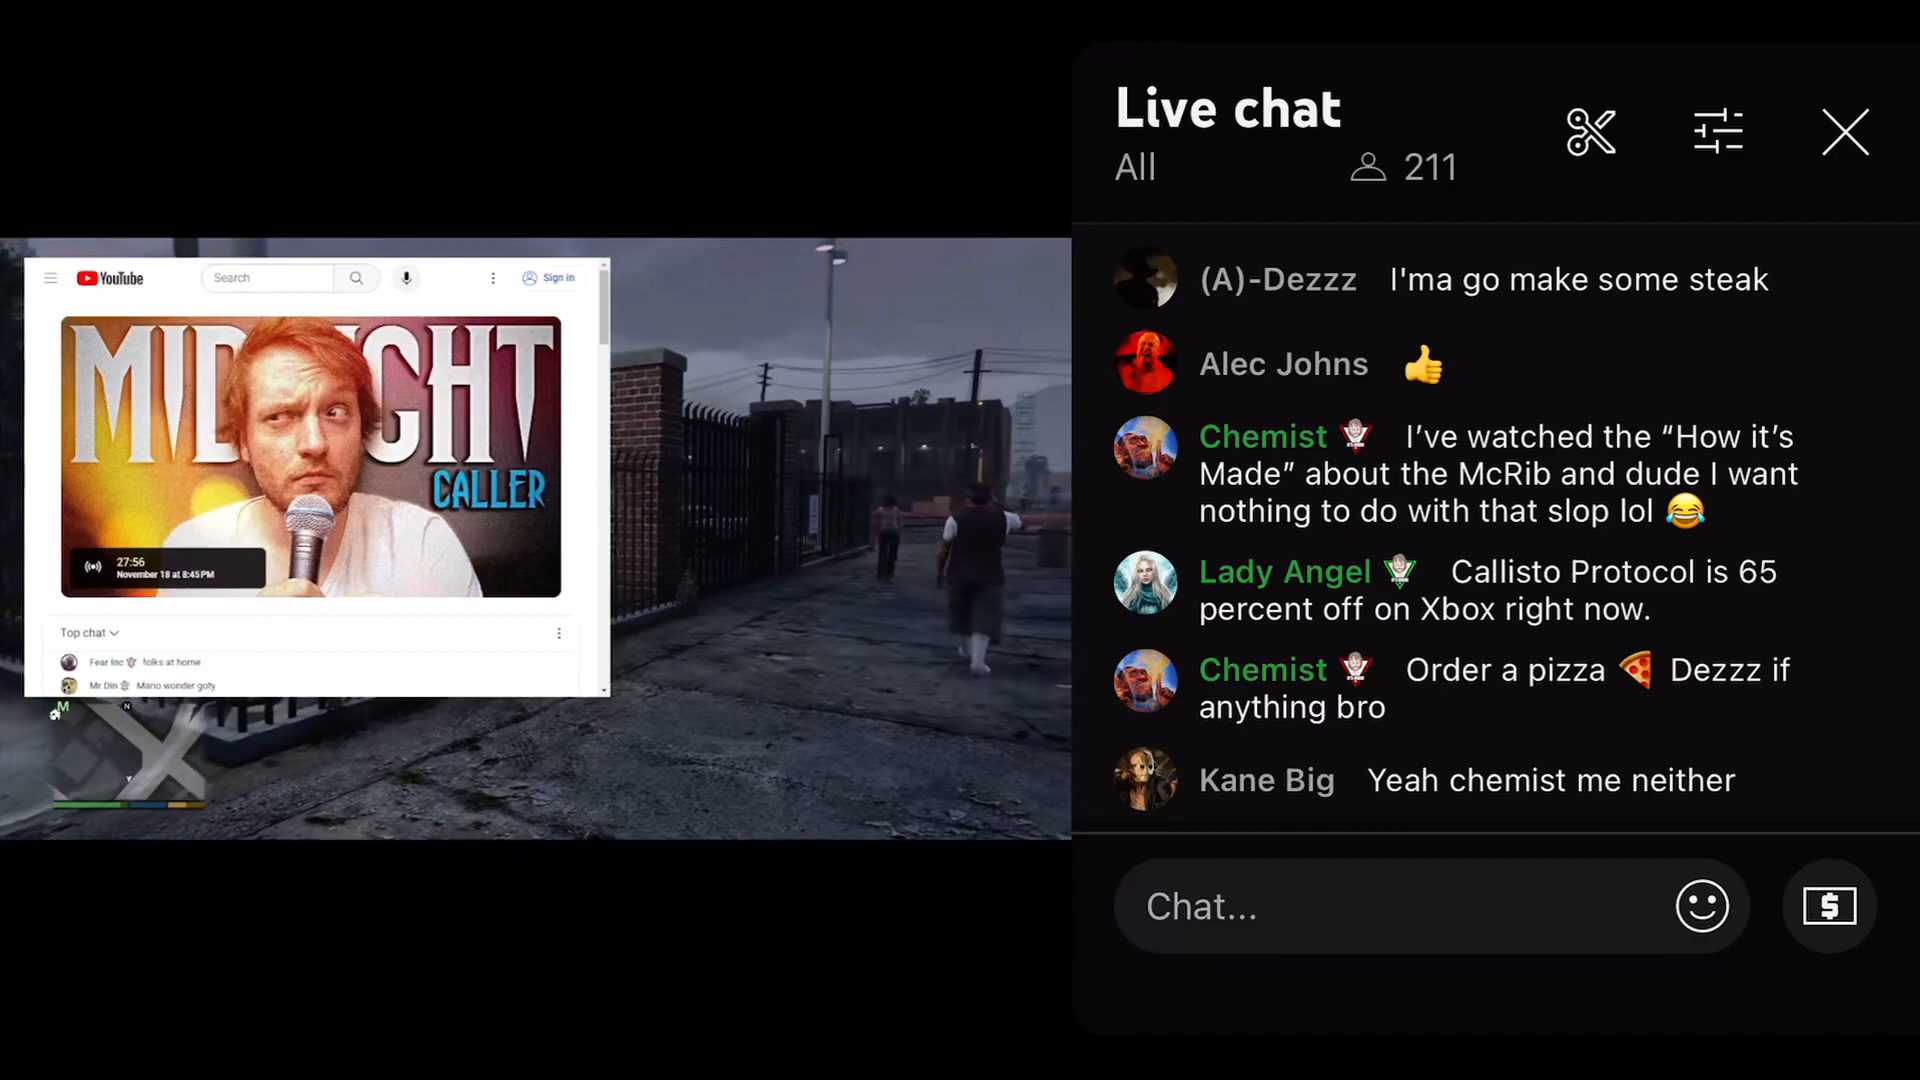 YouTube
Search
Sign in
MIDNIGHT
CALLER
27:56
November 18 at 8:45PM
Top chat
Fear Inc folks at home
Mr Din Mario wonder goty
M
N
Live chat
All
211
(A)-Dezzz I'ma go make some steak
Alec Johns 👍
Chemist I’ve watched the “How it’s
Made” about the McRib and dude I want
nothing to do with that slop lol 😂
Lady Angel Callisto Protocol is 65
percent off on Xbox right now.
Chemist Order a pizza 🍕 Dezzz if
anything bro
Kane Big Yeah chemist me neither
Chat...
$